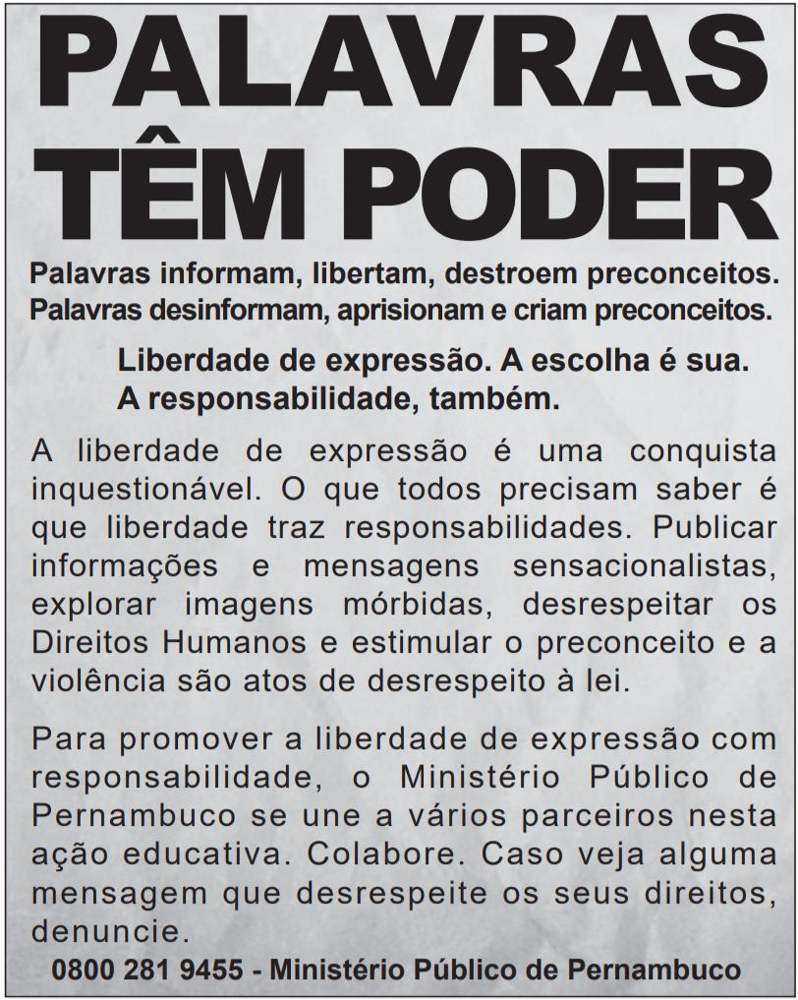 PALAVRAS
TÊM PODER
Palavras informam, libertam, destroem preconceitos.
Palavras desinformam, aprisionam e criam preconceitos.
Liberdade de expressão. A escolha é sua.
A responsabilidade, também.
A liberdade de expressão é uma conquista
inquestionável. O que todos precisam saber é
que liberdade traz responsabilidades. Publicar
informações e mensagens sensacionalistas,
explorar imagens mórbidas, desrespeitar os
Direitos Humanos e estimular o preconceito e a
violência são atos de desrespeito à lei.
Para promover a liberdade de expressão com
responsabilidade, o Ministério Público de
Pernambuco se une a vários parceiros nesta
ação educativa. Colabore. Caso veja alguma
mensagem que desrespeite os seus direitos,
denuncie.
0800 281 9455 - Ministério Público de Pernambuco